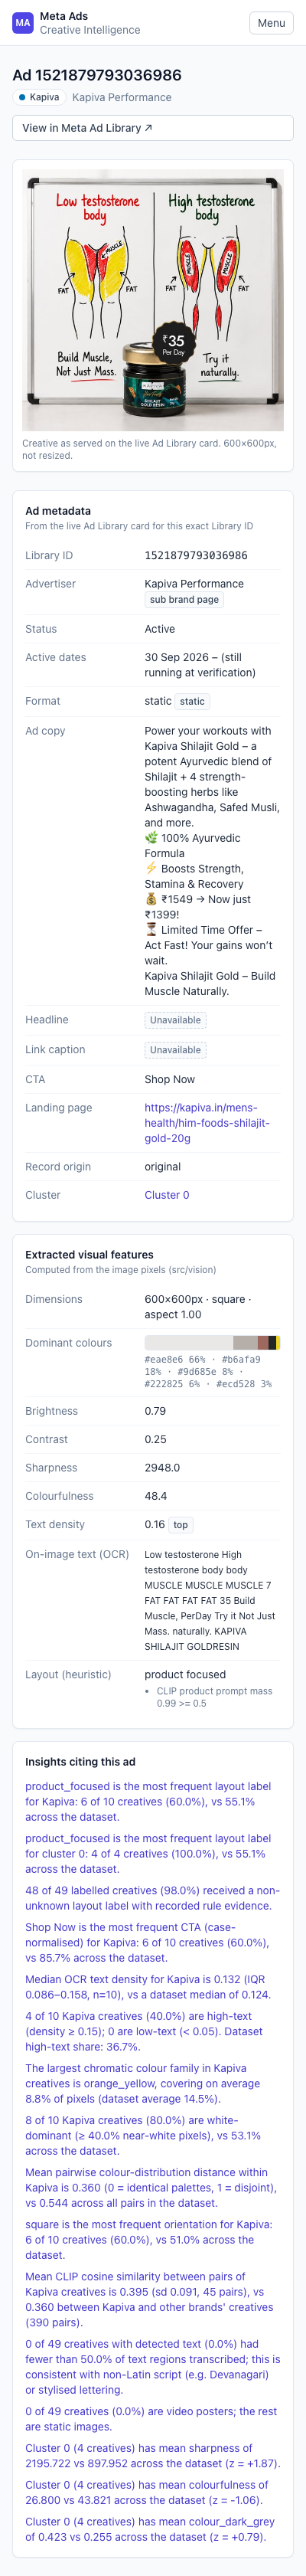 MA
Meta Ads
Creative Intelligence
Menu
Ad 1521879793036986
Kapiva
Kapiva Performance
View in Meta Ad Library ↗
Low testosterone
body
High testosterone
body
MUSCLE
FAT
FAT
FAT
FAT
MUSCLE
MUSCLE
₹35
Per Day
Build Muscle,
Not Just Mass.
Try it
naturally.
KAPIVA
SHILAJIT
GOLD RESIN
Creative as served on the live Ad Library card. 600×600px,
not resized.
Ad metadata
From the live Ad Library card for this exact Library ID
Library ID
1521879793036986
Advertiser
Kapiva Performance
sub brand page
Status
Active
Active dates
30 Sep 2026 – (still
running at verification)
Format
static static
Ad copy
Power your workouts with
Kapiva Shilajit Gold – a
potent Ayurvedic blend of
Shilajit + 4 strength-
boosting herbs like
Ashwagandha, Safed Musli,
and more.
🌿 100% Ayurvedic
Formula
⚡ Boosts Strength,
Stamina & Recovery
💰 ₹1549 → Now just
₹1399!
⏳ Limited Time Offer –
Act Fast! Your gains won't
wait.
Kapiva Shilajit Gold – Build
Muscle Naturally.
Headline
Unavailable
Link caption
Unavailable
CTA
Shop Now
Landing page
https://kapiva.in/mens-
health/him-foods-shilajit-
gold-20g
Record origin
original
Cluster
Cluster 0
Extracted visual features
Computed from the image pixels (src/vision)
Dimensions
600×600px · square ·
aspect 1.00
Dominant colours
#eae8e6 66% · #b6afa9
18% · #9d685e 8% ·
#222825 6% · #ecd528 3%
Brightness
0.79
Contrast
0.25
Sharpness
2948.0
Colourfulness
48.4
Text density
0.16 top
On-image text (OCR)
Low testosterone High
testosterone body body
MUSCLE MUSCLE MUSCLE 7
FAT FAT FAT FAT 35 Build
Muscle, PerDay Try it Not Just
Mass. naturally. KAPIVA
SHILAJIT GOLDRESIN
Layout (heuristic)
product focused
• CLIP product prompt mass
0.99 >= 0.5
Insights citing this ad
product_focused is the most frequent layout label
for Kapiva: 6 of 10 creatives (60.0%), vs 55.1%
across the dataset.
product_focused is the most frequent layout label
for cluster 0: 4 of 4 creatives (100.0%), vs 55.1%
across the dataset.
48 of 49 labelled creatives (98.0%) received a non-
unknown layout label with recorded rule evidence.
Shop Now is the most frequent CTA (case-
normalised) for Kapiva: 6 of 10 creatives (60.0%),
vs 85.7% across the dataset.
Median OCR text density for Kapiva is 0.132 (IQR
0.086–0.158, n=10), vs a dataset median of 0.124.
4 of 10 Kapiva creatives (40.0%) are high-text
(density ≥ 0.15); 0 are low-text (< 0.05). Dataset
high-text share: 36.7%.
The largest chromatic colour family in Kapiva
creatives is orange_yellow, covering on average
8.8% of pixels (dataset average 14.5%).
8 of 10 Kapiva creatives (80.0%) are white-
dominant (≥ 40.0% near-white pixels), vs 53.1%
across the dataset.
Mean pairwise colour-distribution distance within
Kapiva is 0.360 (0 = identical palettes, 1 = disjoint),
vs 0.544 across all pairs in the dataset.
square is the most frequent orientation for Kapiva:
6 of 10 creatives (60.0%), vs 51.0% across the
dataset.
Mean CLIP cosine similarity between pairs of
Kapiva creatives is 0.395 (sd 0.091, 45 pairs), vs
0.360 between Kapiva and other brands' creatives
(390 pairs).
0 of 49 creatives with detected text (0.0%) had
fewer than 50.0% of text regions transcribed; this is
consistent with non-Latin script (e.g. Devanagari)
or stylised lettering.
0 of 49 creatives (0.0%) are video posters; the rest
are static images.
Cluster 0 (4 creatives) has mean sharpness of
2195.722 vs 897.952 across the dataset (z = +1.87).
Cluster 0 (4 creatives) has mean colourfulness of
26.800 vs 43.821 across the dataset (z = -1.06).
Cluster 0 (4 creatives) has mean colour_dark_grey
of 0.423 vs 0.255 across the dataset (z = +0.79).